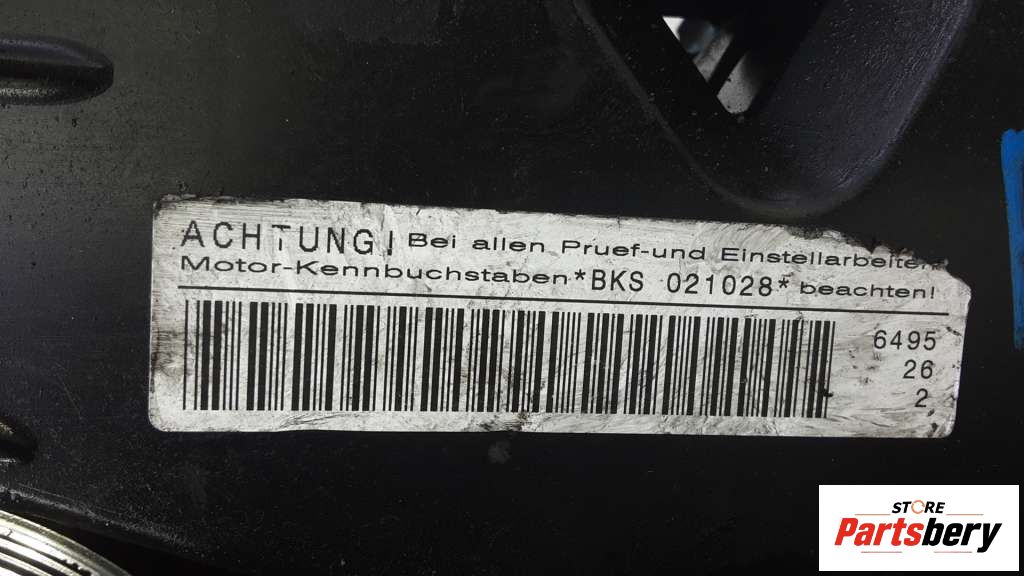 ACHTUNG! Bei allen Pruef-und Einstellarbeiten
Motor-Kennbuchstaben *BKS 021028* beachten!
6495
26
2
STORE
Partsbery